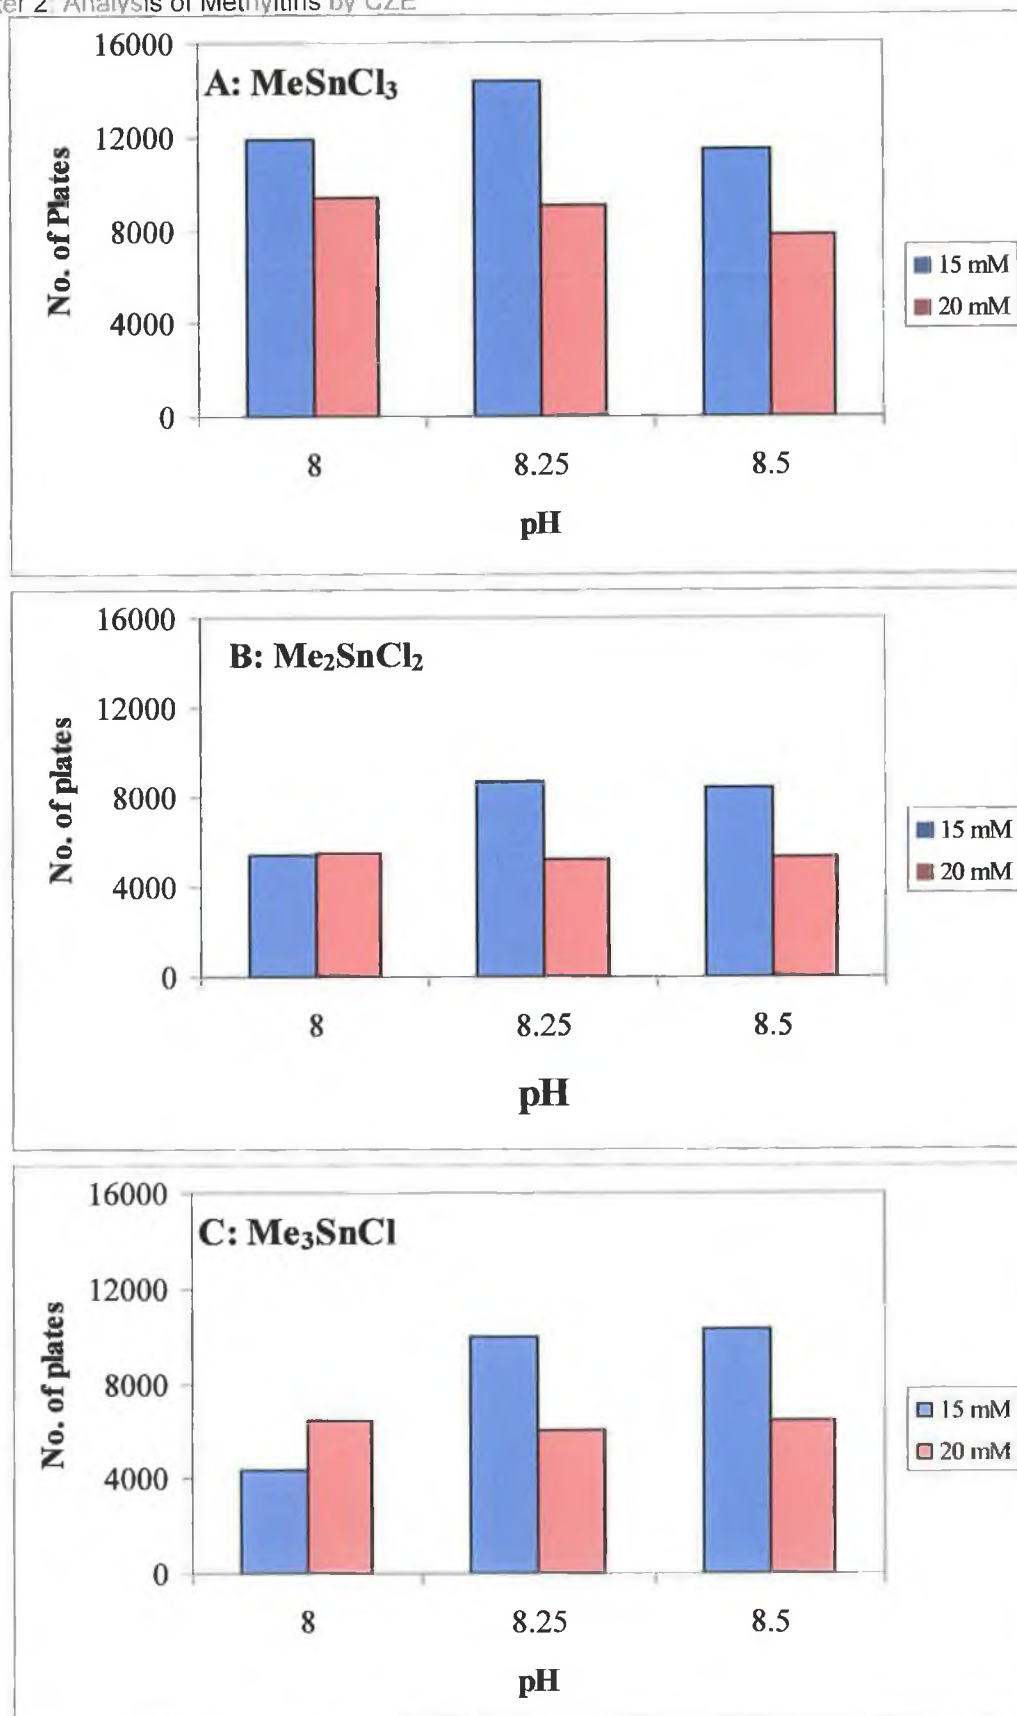 er 2: Analysis of Methyltins by CZE
16000
A: MeSnCl₃
12000
8000
4000
0
No. of Plates
8
8.25
8.5
pH
15 mM
20 mM
16000
B: Me₂SnCl₂
12000
8000
4000
0
No. of plates
8
8.25
8.5
pH
15 mM
20 mM
16000
C: Me₃SnCl
12000
8000
4000
0
No. of plates
8
8.25
8.5
pH
15 mM
20 mM